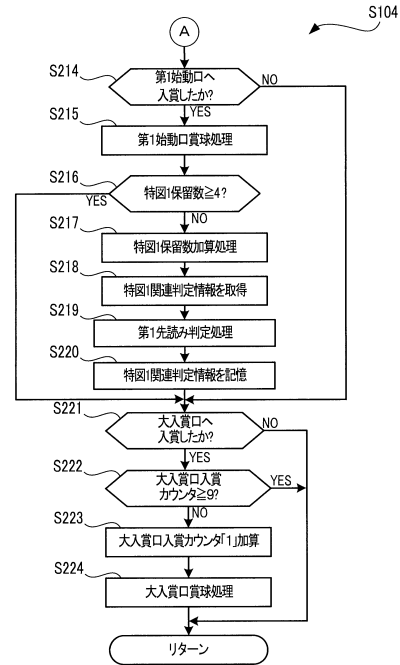 S104
A
S214
第1始動口へ
入賞したか?
NO
YES
S215
第1始動口賞球処理
S216
特図1保留数≧4?
YES
NO
S217
特図1保留数加算処理
S218
特図1関連判定情報を取得
S219
第1先読み判定処理
S220
特図1関連判定情報を記憶
S221
大入賞口へ
入賞したか?
NO
YES
S222
大入賞口入賞
カウンタ≧9?
YES
NO
S223
大入賞口入賞カウンタ「1」加算
S224
大入賞口賞球処理
リターン